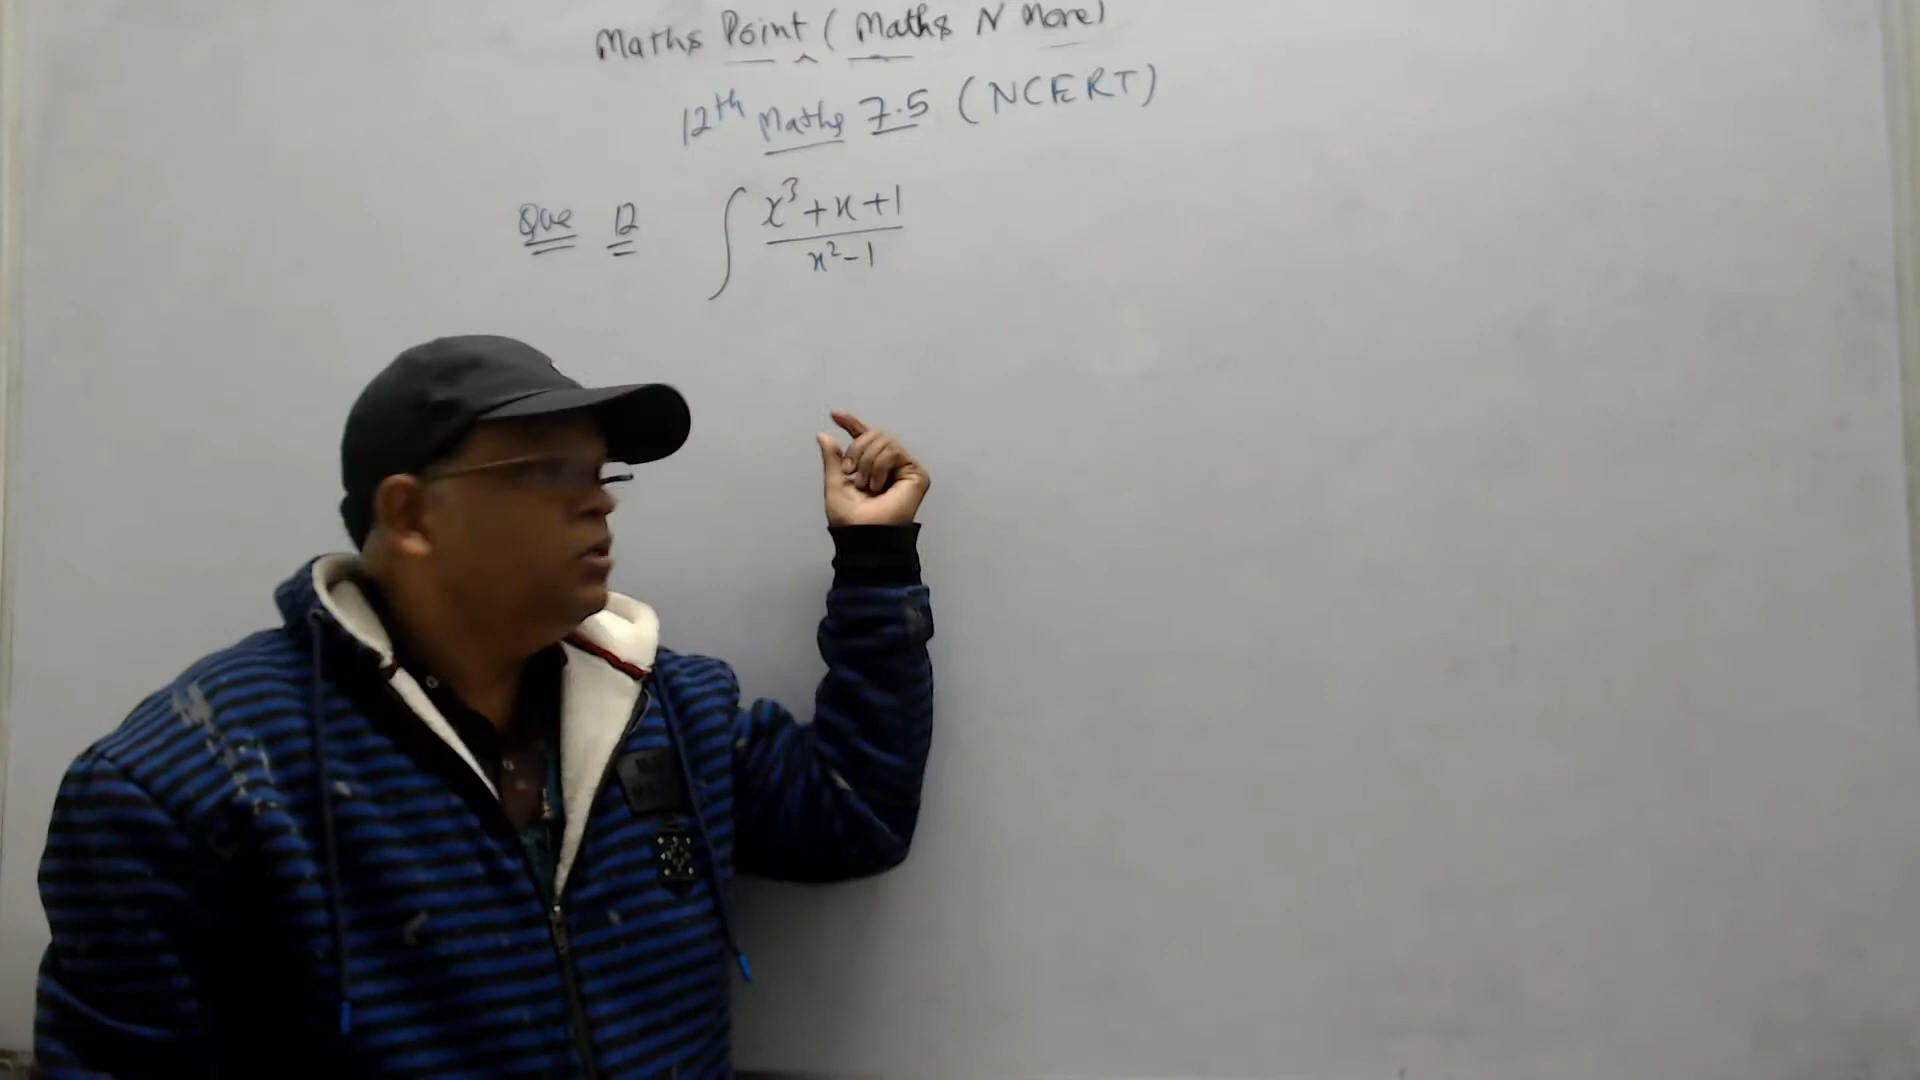 Maths Point ( Maths N More )
12th Maths 7.5 (NCERT)
Que 12 ∫ x³+x+1 / x²-1